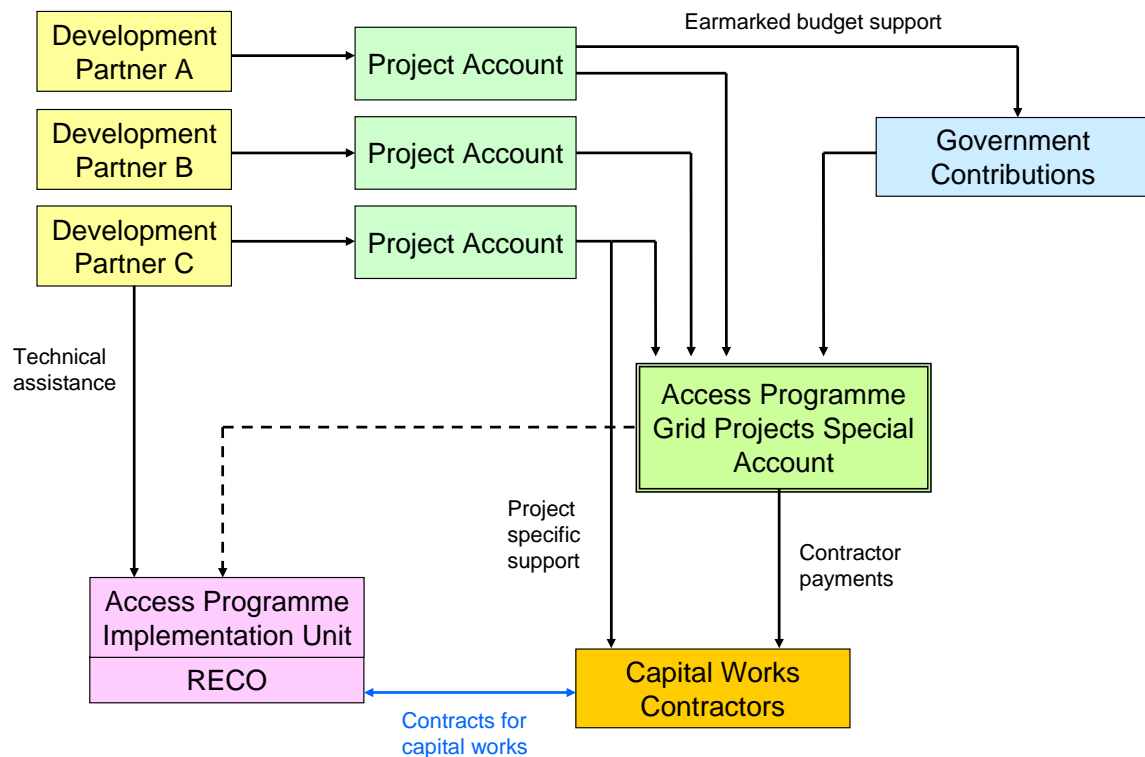 Development
Partner A
Project Account
Earmarked budget support
Development
Partner B
Project Account
Government
Contributions
Development
Partner C
Project Account
Technical
assistance
Access Programme
Grid Projects Special
Account
Project
specific
support
Contractor
payments
Access Programme
Implementation Unit
RECO
Capital Works
Contractors
Contracts for
capital works